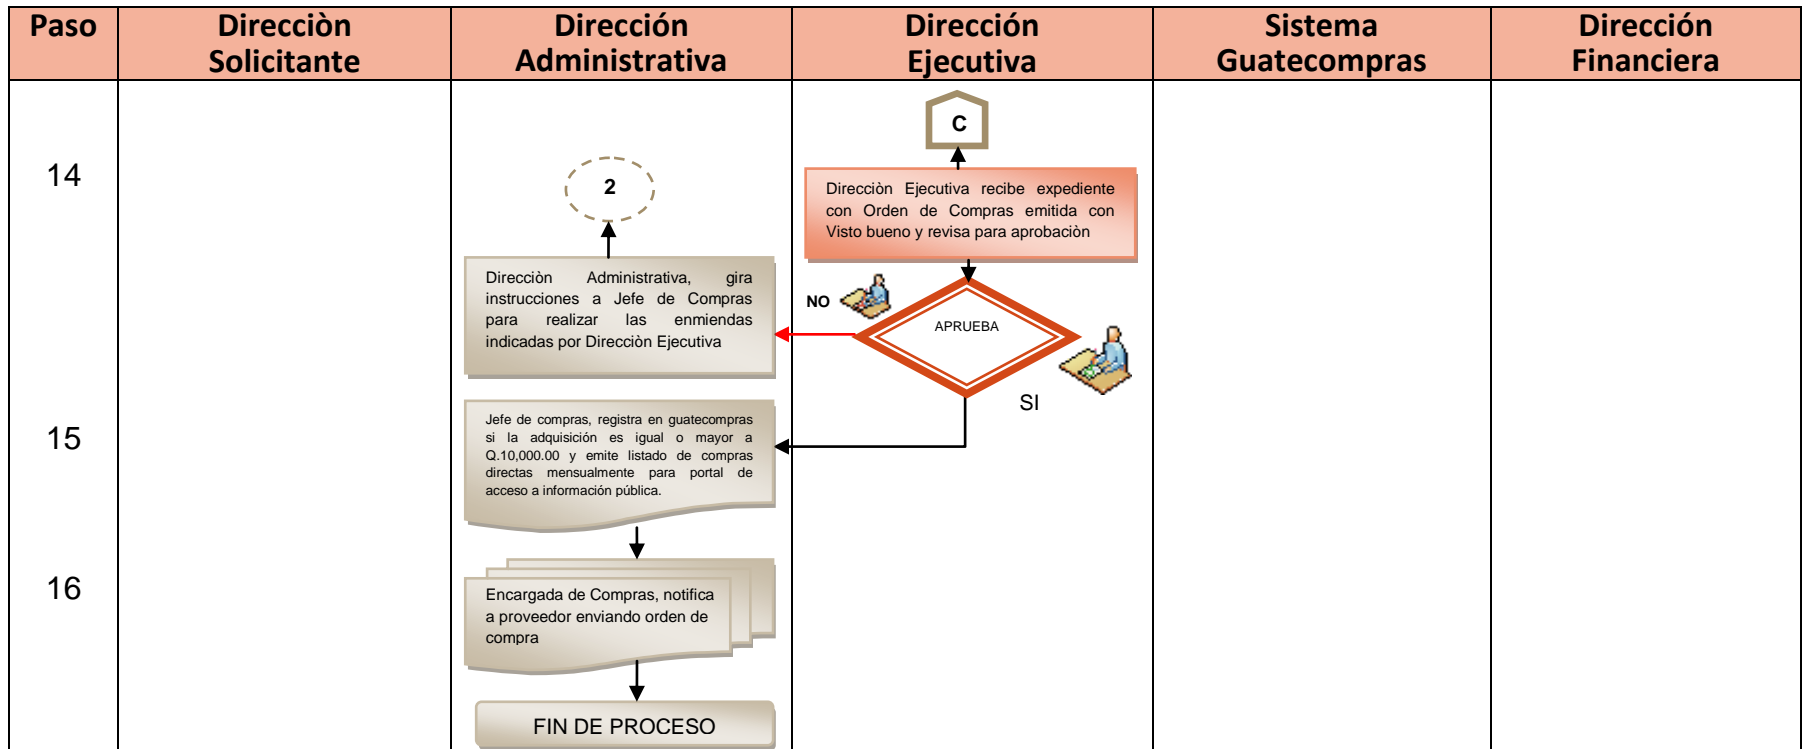 Paso
Direcciòn
Solicitante
Dirección
Administrativa
Dirección
Ejecutiva
Sistema
Guatecompras
Dirección
Financiera
C
14
2
Direcciòn Ejecutiva recibe expediente
con Orden de Compras emitida con
Visto bueno y revisa para aprobaciòn
Direcciòn Administrativa, gira
instrucciones a Jefe de Compras
para realizar las enmiendas
indicadas por Direcciòn Ejecutiva
NO
APRUEBA
SI
15
Jefe de compras, registra en guatecompras
si la adquisición es igual o mayor a
Q.10,000.00 y emite listado de compras
directas mensualmente para portal de
acceso a información pública.
16
Encargada de Compras, notifica
a proveedor enviando orden de
compra
FIN DE PROCESO